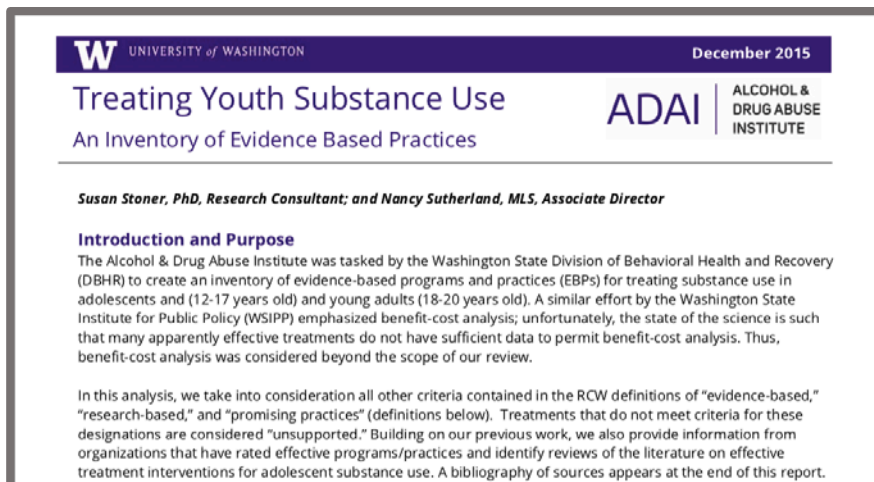 W UNIVERSITY of WASHINGTON
December 2015
Treating Youth Substance Use
An Inventory of Evidence Based Practices
ADAI
ALCOHOL &
DRUG ABUSE
INSTITUTE
Susan Stoner, PhD, Research Consultant; and Nancy Sutherland, MLS, Associate Director
Introduction and Purpose
The Alcohol & Drug Abuse Institute was tasked by the Washington State Division of Behavioral Health and Recovery
(DBHR) to create an inventory of evidence-based programs and practices (EBPs) for treating substance use in
adolescents and (12-17 years old) and young adults (18-20 years old). A similar effort by the Washington State
Institute for Public Policy (WSIPP) emphasized benefit-cost analysis; unfortunately, the state of the science is such
that many apparently effective treatments do not have sufficient data to permit benefit-cost analysis. Thus,
benefit-cost analysis was considered beyond the scope of our review.
In this analysis, we take into consideration all other criteria contained in the RCW definitions of “evidence-based,”
“research-based,” and “promising practices” (definitions below).  Treatments that do not meet criteria for these
designations are considered “unsupported.” Building on our previous work, we also provide information from
organizations that have rated effective programs/practices and identify reviews of the literature on effective
treatment interventions for adolescent substance use. A bibliography of sources appears at the end of this report.